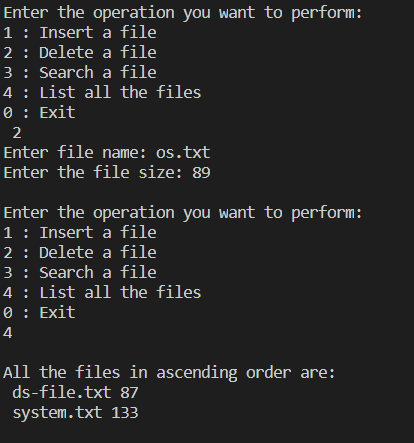 Enter the operation you want to perform:
1 : Insert a file
2 : Delete a file
3 : Search a file
4 : List all the files
0 : Exit
 2
Enter file name: os.txt
Enter the file size: 89

Enter the operation you want to perform:
1 : Insert a file
2 : Delete a file
3 : Search a file
4 : List all the files
0 : Exit
4

All the files in ascending order are:
 ds-file.txt 87
 system.txt 133